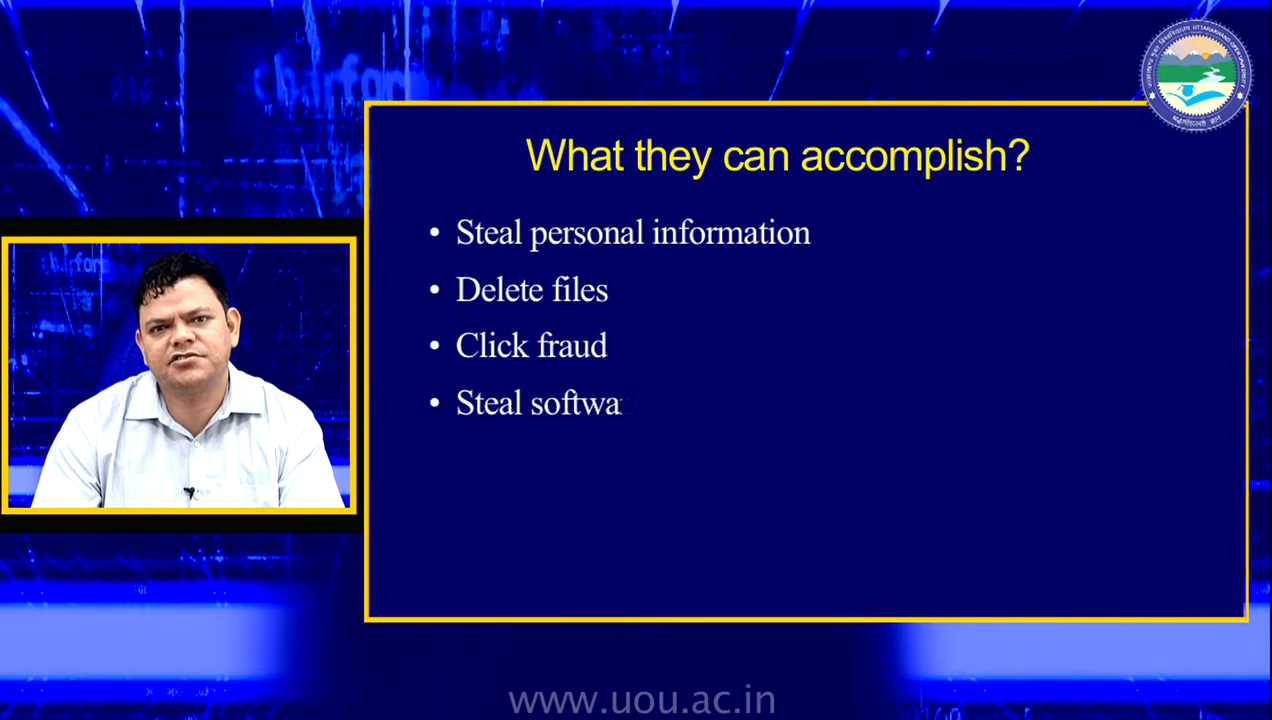 What they can accomplish?
• Steal personal information
• Delete files
• Click fraud
• Steal softwa
www.uou.ac.in